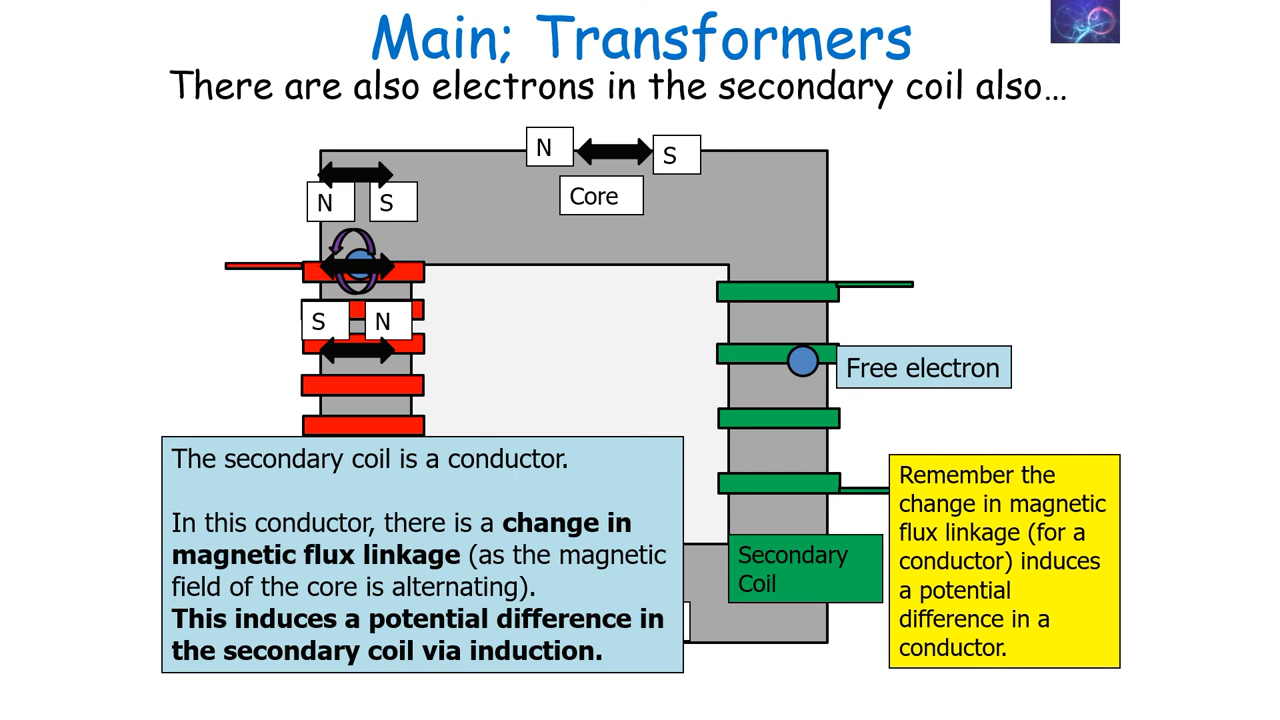 Main; Transformers
There are also electrons in the secondary coil also...
N
S
Core
N
S
S
N
Free electron
The secondary coil is a conductor.
In this conductor, there is a change in
magnetic flux linkage (as the magnetic
field of the core is alternating).
This induces a potential difference in
the secondary coil via induction.
Secondary
Coil
Remember the
change in magnetic
flux linkage (for a
conductor) induces
a potential
difference in a
conductor.